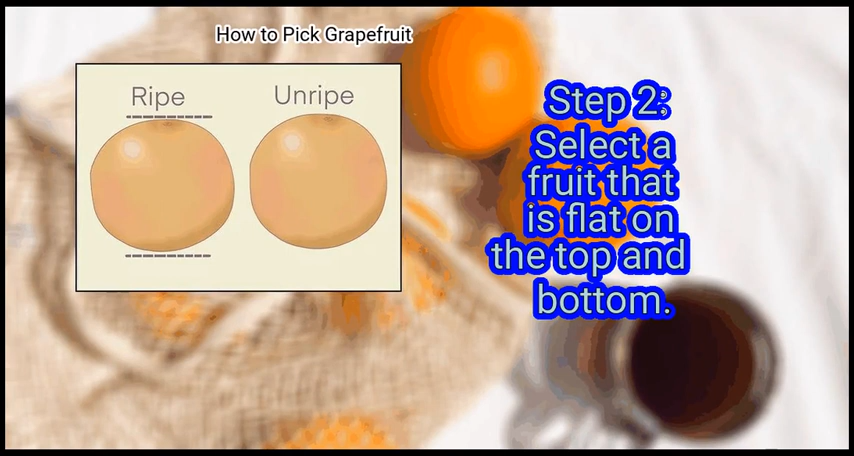 How to Pick Grapefruit
Ripe
Unripe
Step 2:
Select a
fruit that
is flat on
the top and
bottom.